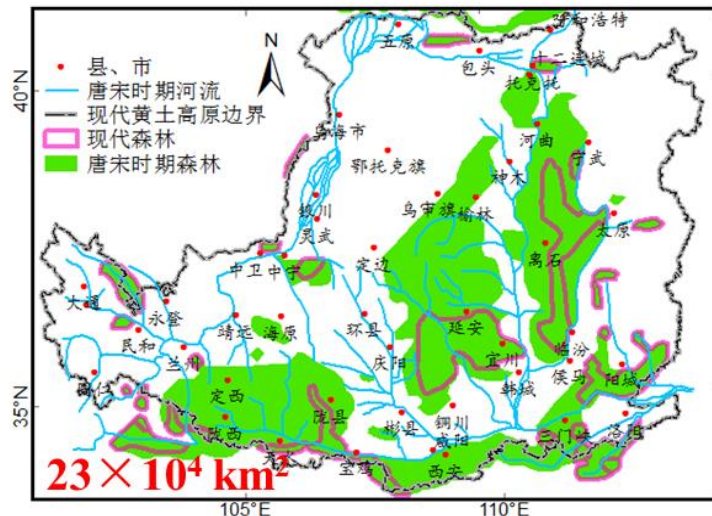 N
40°N
35°N
105°E
110°E
县、市
唐宋时期河流
现代黄土高原边界
现代森林
唐宋时期森林
五原
呼和浩特
包头
十二连城
托克托
乌海市
河曲
鄂托克旗
宁武
神木
银川
乌审旗
榆林
灵武
太原
定边
离石
中卫
中宁
大通
永登
靖远
海原
环县
延安
民和
兰州
庆阳
宜川
临汾
韩城
侯马
阳城
同仁
定西
陇县
彬县
铜川
咸阳
陇西
三门峡
洛阳
天水
宝鸡
西安
23×10⁴ km²